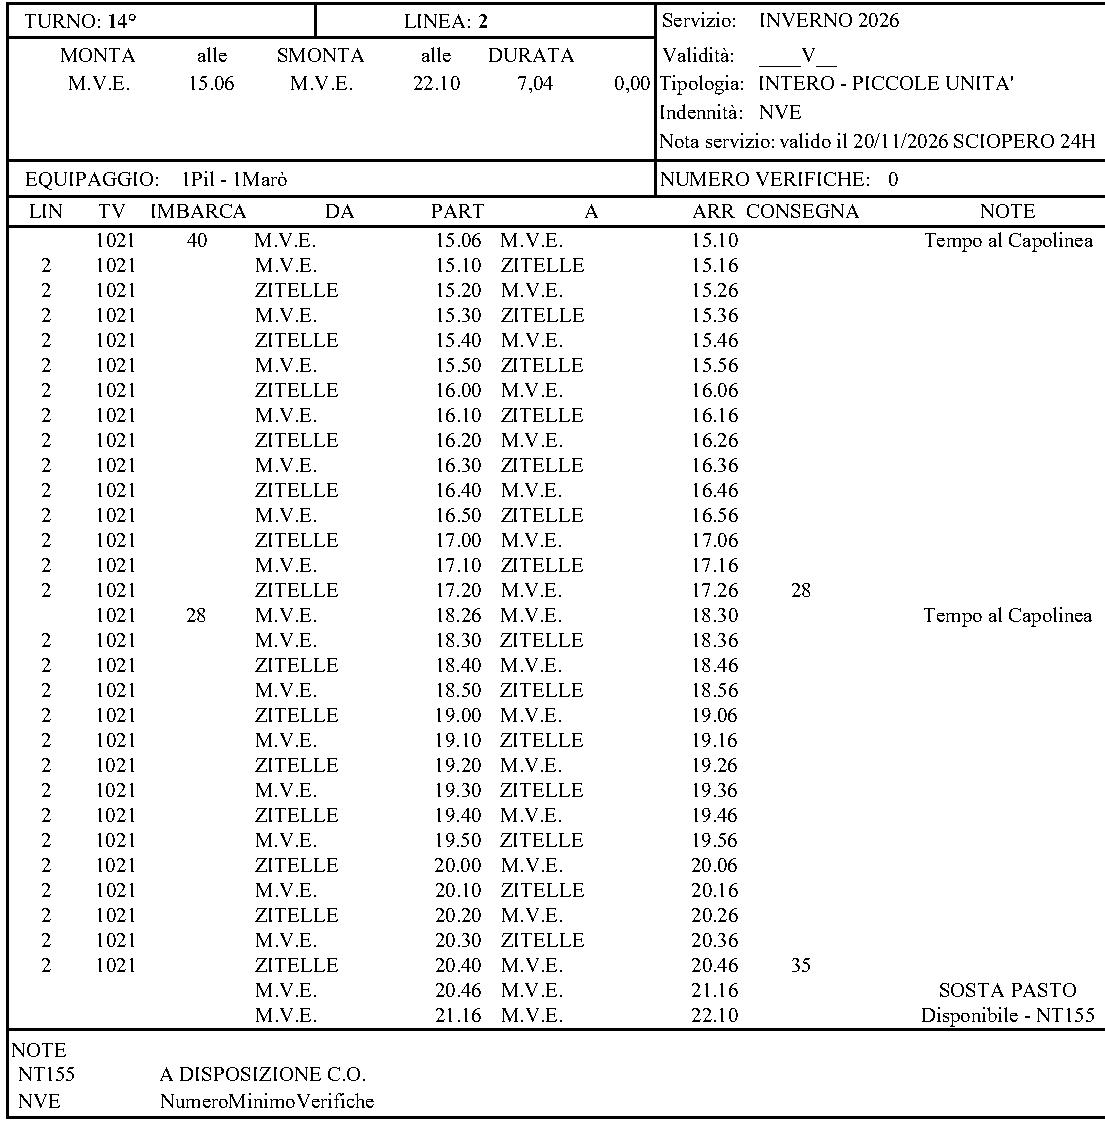 TURNO: 14° LINEA: 2 Servizio: INVERNO 2026
MONTA alle SMONTA alle DURATA Validità: ____V__
M.V.E. 15.06 M.V.E. 22.10 7,04 0,00 Tipologia: INTERO - PICCOLE UNITA'
Indennità: NVE
Nota servizio: valido il 20/11/2026 SCIOPERO 24H
EQUIPAGGIO: 1Pil - 1Marò NUMERO VERIFICHE: 0
LIN TV IMBARCA DA PART A ARR CONSEGNA NOTE
1021 40 M.V.E. 15.06 M.V.E. 15.10 Tempo al Capolinea
2 1021 M.V.E. 15.10 ZITELLE 15.16
2 1021 ZITELLE 15.20 M.V.E. 15.26
2 1021 M.V.E. 15.30 ZITELLE 15.36
2 1021 ZITELLE 15.40 M.V.E. 15.46
2 1021 M.V.E. 15.50 ZITELLE 15.56
2 1021 ZITELLE 16.00 M.V.E. 16.06
2 1021 M.V.E. 16.10 ZITELLE 16.16
2 1021 ZITELLE 16.20 M.V.E. 16.26
2 1021 M.V.E. 16.30 ZITELLE 16.36
2 1021 ZITELLE 16.40 M.V.E. 16.46
2 1021 M.V.E. 16.50 ZITELLE 16.56
2 1021 ZITELLE 17.00 M.V.E. 17.06
2 1021 M.V.E. 17.10 ZITELLE 17.16
2 1021 ZITELLE 17.20 M.V.E. 17.26 28
1021 28 M.V.E. 18.26 M.V.E. 18.30 Tempo al Capolinea
2 1021 M.V.E. 18.30 ZITELLE 18.36
2 1021 ZITELLE 18.40 M.V.E. 18.46
2 1021 M.V.E. 18.50 ZITELLE 18.56
2 1021 ZITELLE 19.00 M.V.E. 19.06
2 1021 M.V.E. 19.10 ZITELLE 19.16
2 1021 ZITELLE 19.20 M.V.E. 19.26
2 1021 M.V.E. 19.30 ZITELLE 19.36
2 1021 ZITELLE 19.40 M.V.E. 19.46
2 1021 M.V.E. 19.50 ZITELLE 19.56
2 1021 ZITELLE 20.00 M.V.E. 20.06
2 1021 M.V.E. 20.10 ZITELLE 20.16
2 1021 ZITELLE 20.20 M.V.E. 20.26
2 1021 M.V.E. 20.30 ZITELLE 20.36
2 1021 ZITELLE 20.40 M.V.E. 20.46 35
M.V.E. 20.46 M.V.E. 21.16 SOSTA PASTO
M.V.E. 21.16 M.V.E. 22.10 Disponibile - NT155
NOTE
NT155 A DISPOSIZIONE C.O.
NVE NumeroMinimoVerifiche